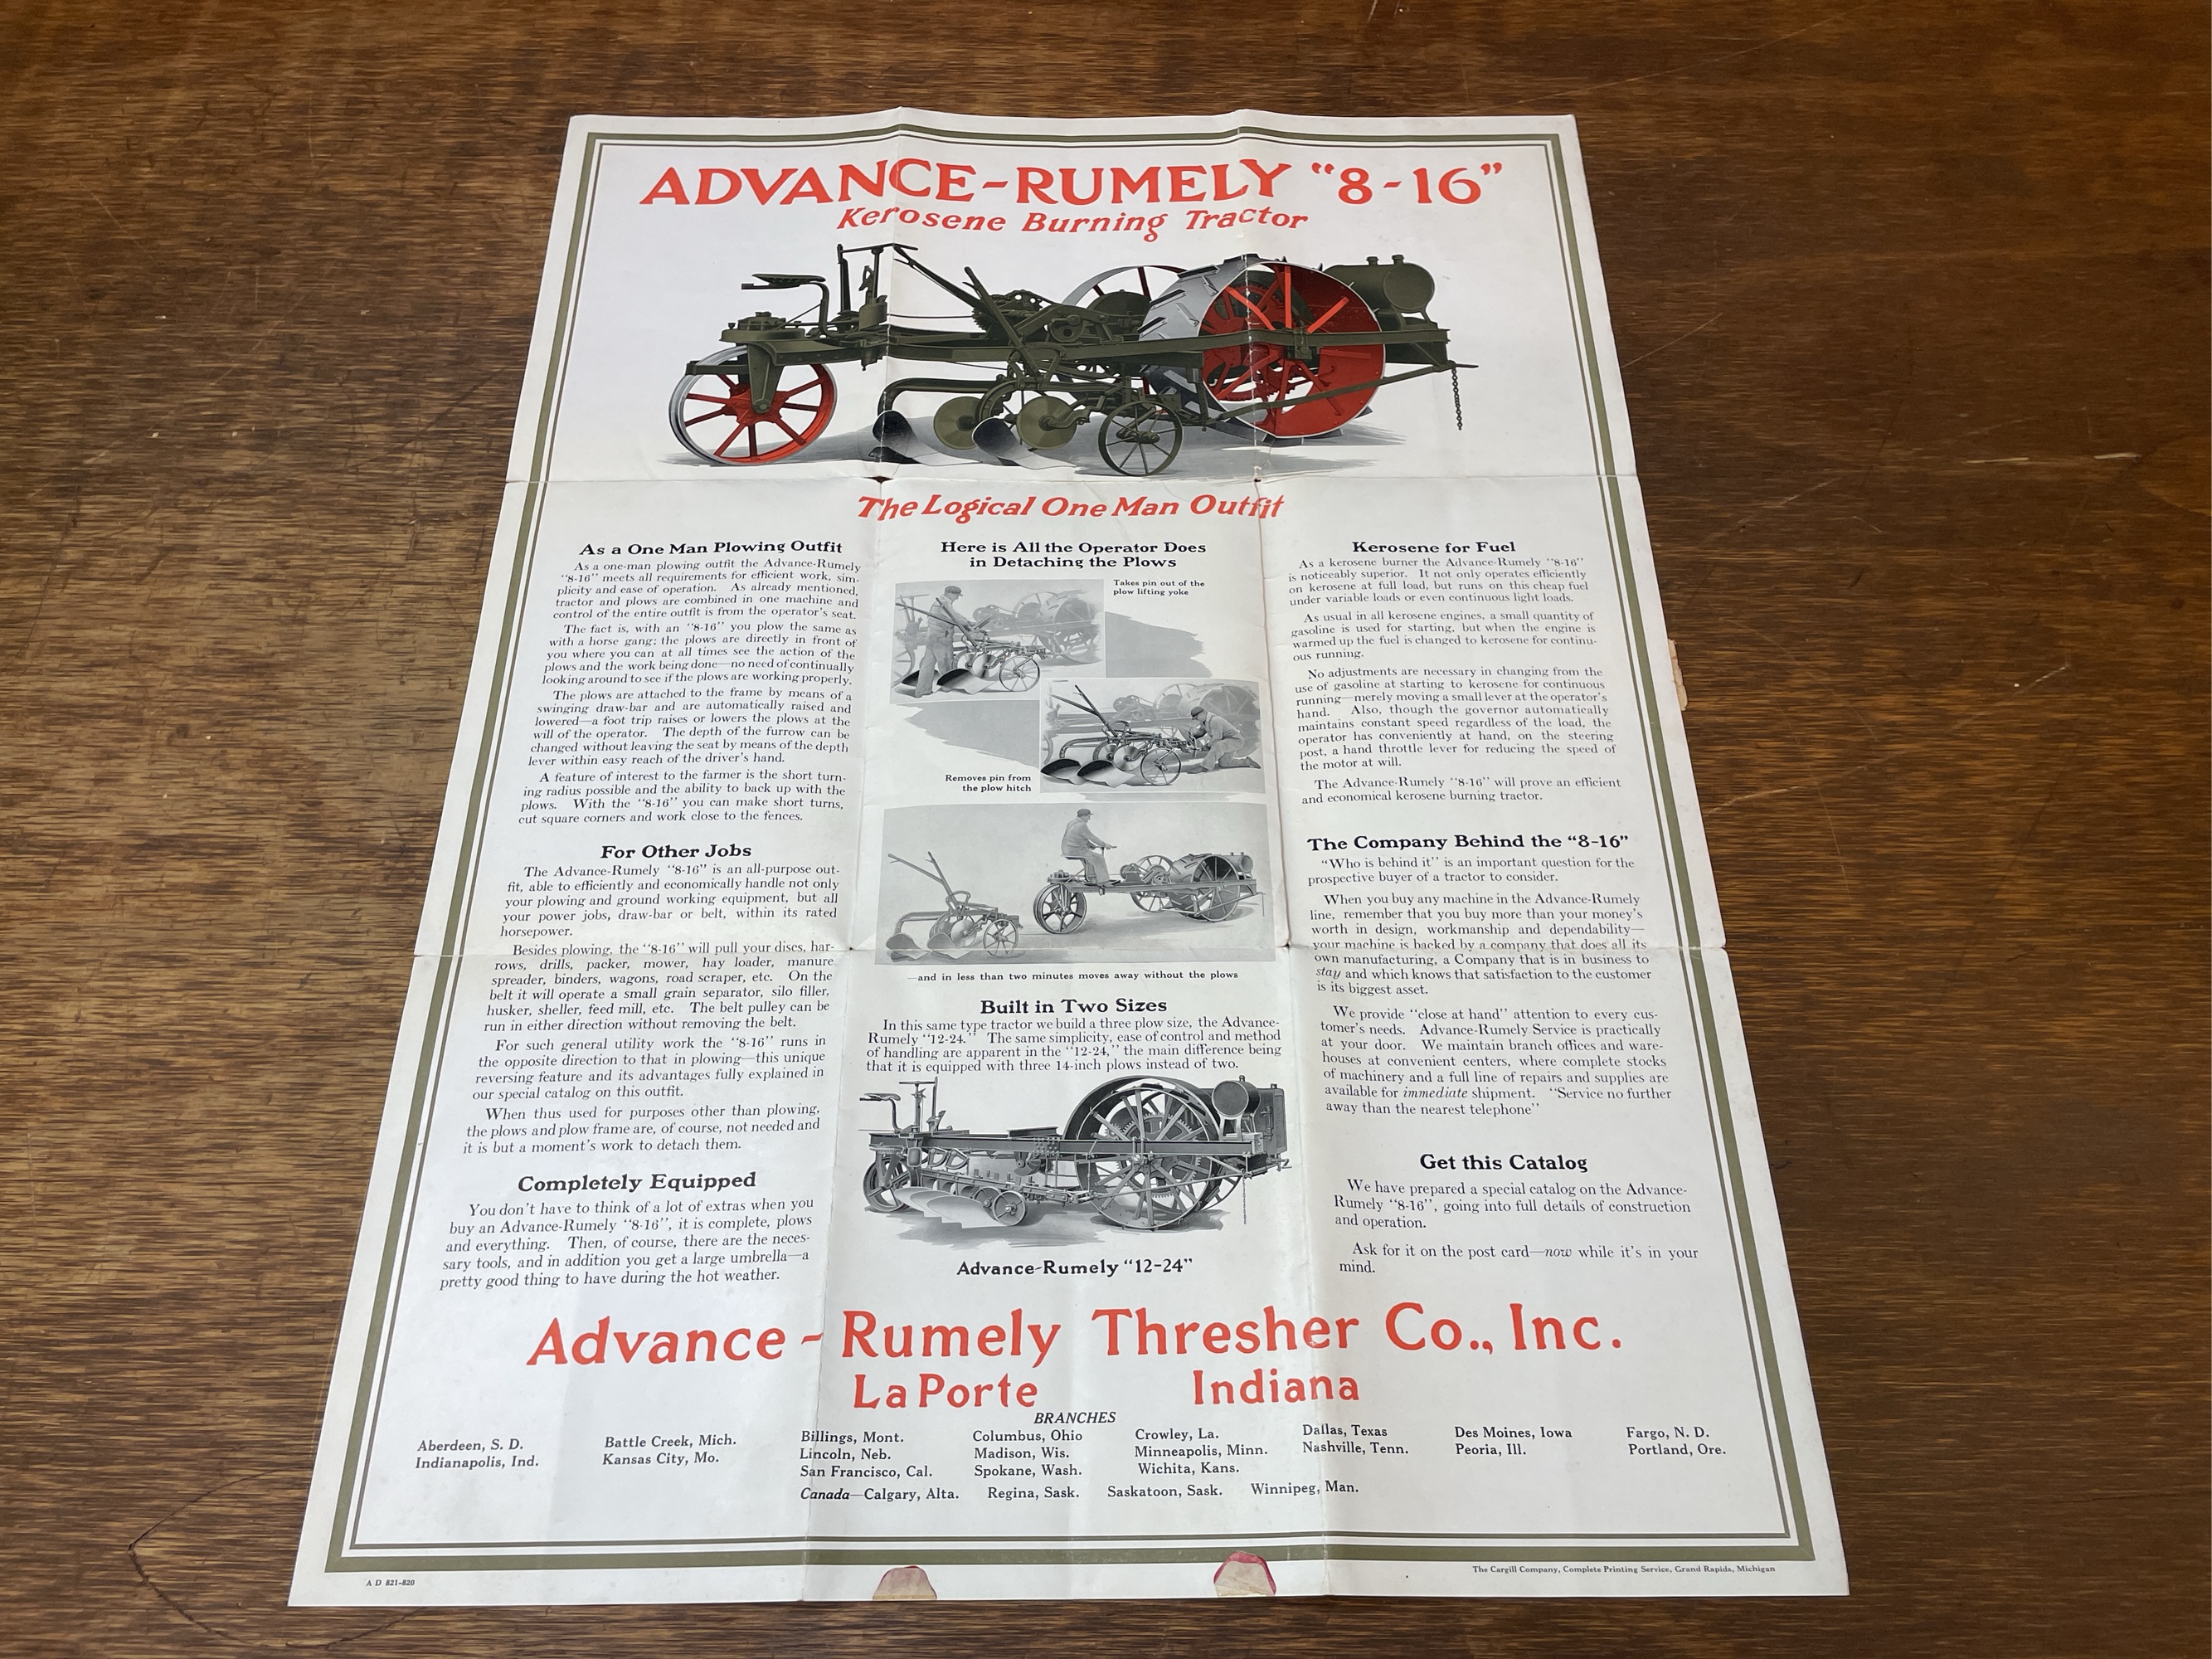 ADVANCE-RUMELY "8-16"
Kerosene Burning Tractor
The Logical One Man Outfit
As a One Man Plowing Outfit
As a one-man plowing outfit the Advance-Rumely
"8-16" meets all requirements for efficient work, sim-
plicity and ease of operation. As already mentioned,
tractor and plows are combined in one machine and
control of the entire outfit is from the operator's seat.
The fact is, with an "8-16" you plow the same as
with a horse gang; the plows are directly in front of
you where you can at all times see the action of the
plows and the work being done—no need of continually
looking around to see if the plows are working properly.
The plows are attached to the frame by means of a
swinging draw-bar and are automatically raised and
lowered—a foot trip raises or lowers the plows at the
will of the operator. The depth of the furrow can be
changed without leaving the seat by means of the depth
lever within easy reach of the driver's hand.
A feature of interest to the farmer is the short turn-
ing radius possible and the ability to back up with the
plows. With the "8-16" you can make short turns,
cut square corners and work close to the fences.
For Other Jobs
The Advance-Rumely "8-16" is an all-purpose out-
fit, able to efficiently and economically handle not only
your plowing and ground working equipment, but all
your power jobs, draw-bar or belt, within its rated
horsepower.
Besides plowing, the "8-16" will pull your discs, har-
rows, drills, packer, mower, hay loader, manure
spreader, binders, wagons, road scraper, etc. On the
belt it will operate a small grain separator, silo filler,
husker, sheller, feed mill, etc. The belt pulley can be
run in either direction without removing the belt.
For such general utility work the "8-16" runs in
the opposite direction to that in plowing—this unique
reversing feature and its advantages fully explained in
our special catalog on this outfit.
When thus used for purposes other than plowing,
the plows and plow frame are, of course, not needed and
it is but a moment's work to detach them.
Completely Equipped
You don't have to think of a lot of extras when you
buy an Advance-Rumely "8-16", it is complete, plows
and everything. Then, of course, there are the neces-
sary tools, and in addition you get a large umbrella—a
pretty good thing to have during the hot weather.
Here is All the Operator Does
in Detaching the Plows
Takes pin out of the
plow lifting yoke
Removes pin from
the plow hitch
—and in less than two minutes moves away without the plows
Built in Two Sizes
In this same type tractor we build a three plow size, the Advance-
Rumely "12-24." The same simplicity, ease of control and method
of handling are apparent in the "12-24," the main difference being
that it is equipped with three 14-inch plows instead of two.
Advance-Rumely "12-24"
Kerosene for Fuel
As a kerosene burner the Advance-Rumely "8-16"
is noticeably superior. It not only operates efficiently
on kerosene at full load, but runs on this cheap fuel
under variable loads or even continuous light loads.
As usual in all kerosene engines, a small quantity of
gasoline is used for starting, but when the engine is
warmed up the fuel is changed to kerosene for continu-
ous running.
No adjustments are necessary in changing from the
use of gasoline at starting to kerosene for continuous
running—merely moving a small lever at the operator's
hand. Also, though the governor automatically
maintains constant speed regardless of the load, the
operator has conveniently at hand, on the steering
post, a hand throttle lever for reducing the speed of
the motor at will.
The Advance-Rumely "8-16" will prove an efficient
and economical kerosene burning tractor.
The Company Behind the "8-16"
"Who is behind it" is an important question for the
prospective buyer of a tractor to consider.
When you buy any machine in the Advance-Rumely
line, remember that you buy more than your money's
worth in design, workmanship and dependability—
your machine is backed by a company that does all its
own manufacturing, a Company that is in business to
stay and which knows that satisfaction to the customer
is its biggest asset.
We provide "close at hand" attention to every cus-
tomer's needs. Advance-Rumely Service is practically
at your door. We maintain branch offices and ware-
houses at convenient centers, where complete stocks
of machinery and a full line of repairs and supplies are
available for immediate shipment. "Service no further
away than the nearest telephone"
Get this Catalog
We have prepared a special catalog on the Advance-
Rumely "8-16", going into full details of construction
and operation.
Ask for it on the post card—now while it's in your
mind.
Advance-Rumely Thresher Co., Inc.
La Porte Indiana
BRANCHES
Aberdeen, S. D. Battle Creek, Mich. Billings, Mont. Columbus, Ohio Crowley, La. Dallas, Texas Des Moines, Iowa Fargo, N. D.
Indianapolis, Ind. Kansas City, Mo. Lincoln, Neb. Madison, Wis. Minneapolis, Minn. Nashville, Tenn. Peoria, Ill. Portland, Ore.
San Francisco, Cal. Spokane, Wash. Wichita, Kans.
Canada—Calgary, Alta. Regina, Sask. Saskatoon, Sask. Winnipeg, Man.
A D 821-820
The Cargill Company, Complete Printing Service, Grand Rapids, Michigan